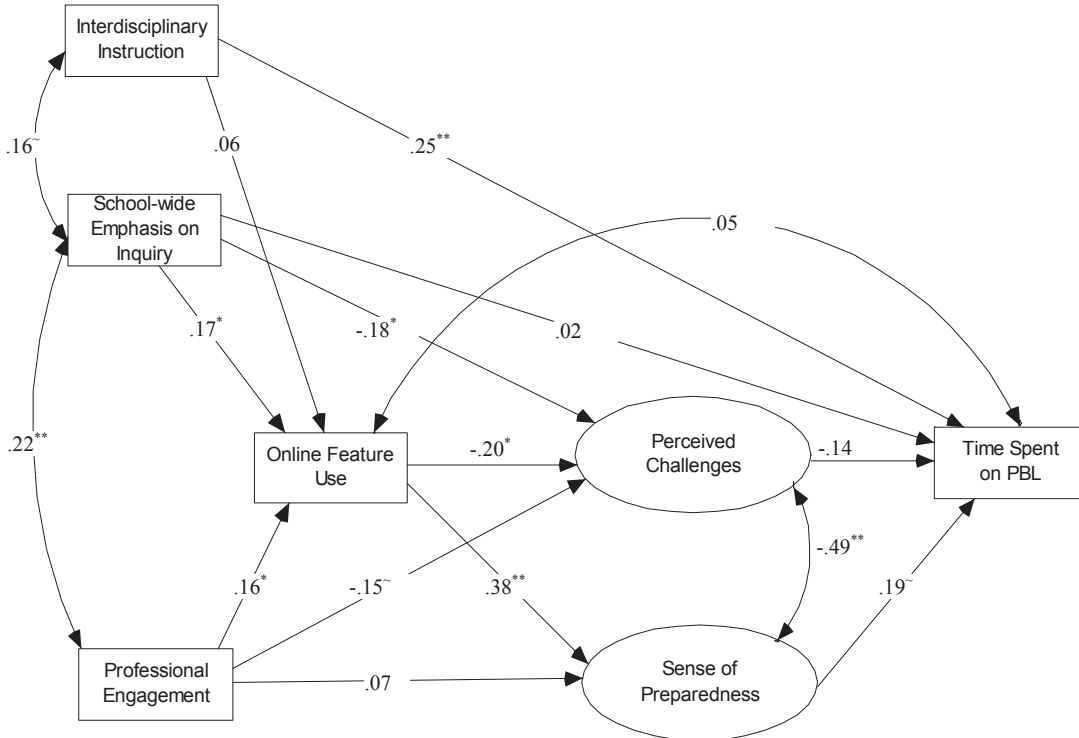 Interdisciplinary
Instruction
.16~
.06
.25**
School-wide
Emphasis on
Inquiry
.05
.17*
-.18*
.02
.22**
Online Feature
Use
-.20*
Perceived
Challenges
-.14
Time Spent
on PBL
.16*
-.15~
.38**
-.49**
.19~
Professional
Engagement
.07
Sense of
Preparedness